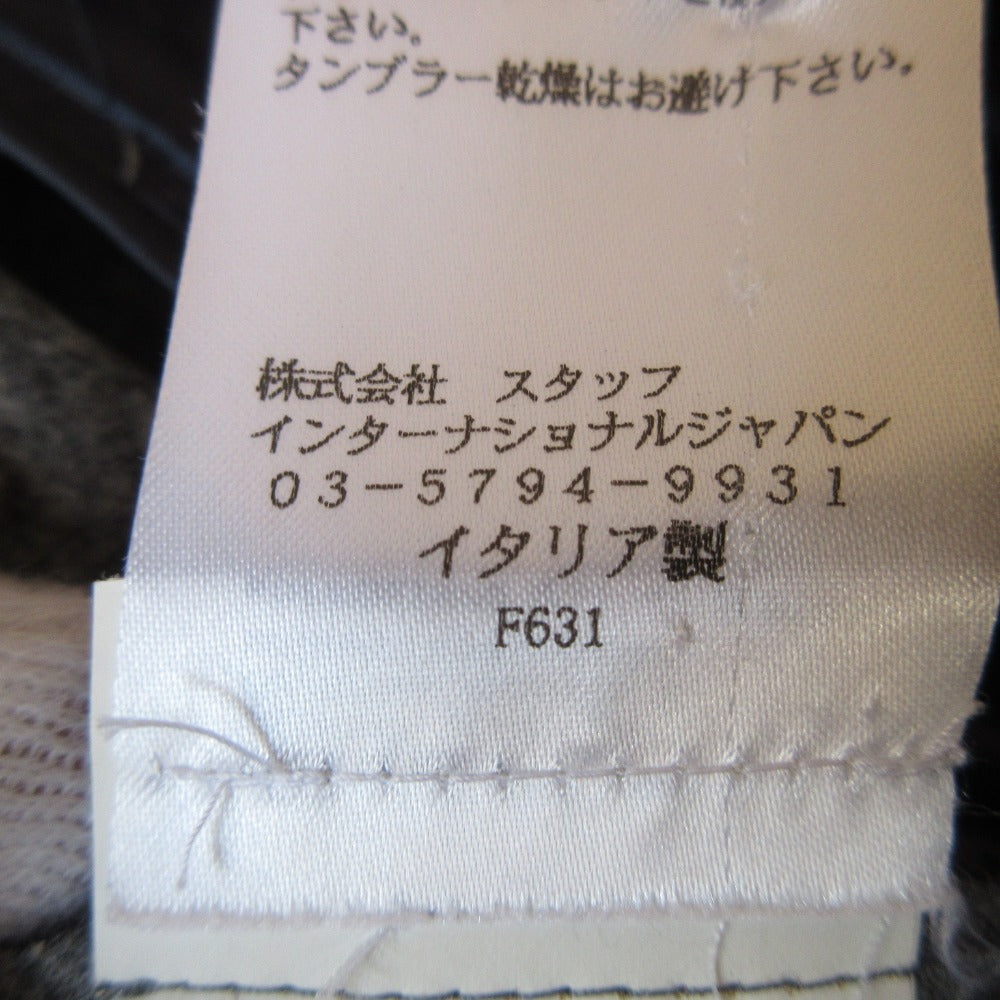 下さい。
タンブラー乾燥はお避け下さい。
株式会社 スタッフ
インターナショナルジャパン
03-5794-9931
イタリア製
F631